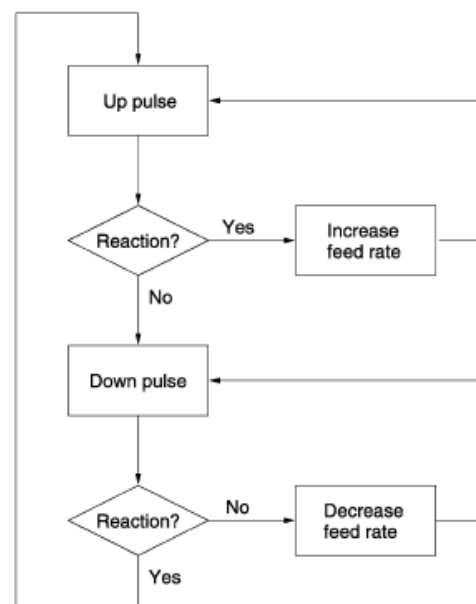 Up pulse
Reaction?
Yes
Increase
feed rate
No
Down pulse
Reaction?
No
Decrease
feed rate
Yes